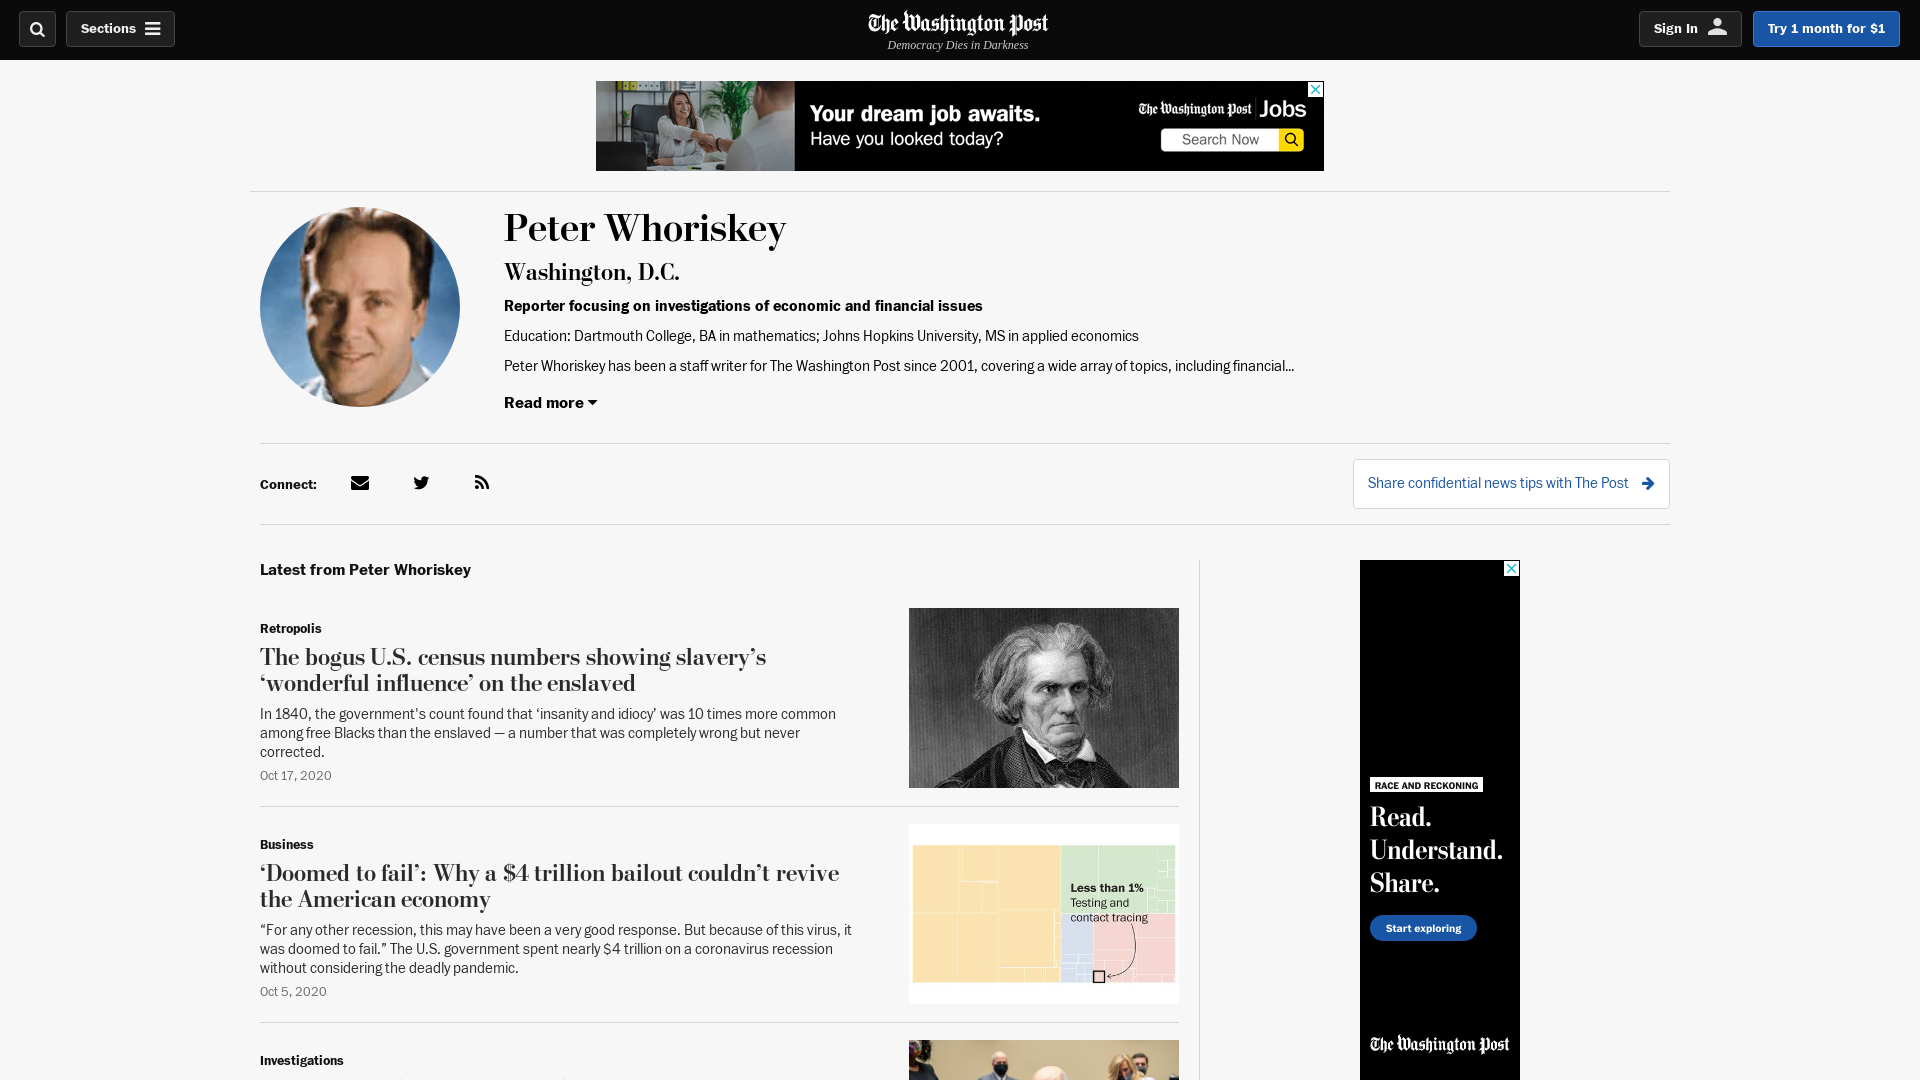 Sections
The Washington Post
Democracy Dies in Darkness
Sign In
Try 1 month for $1
Your dream job awaits.
Have you looked today?
The Washington Post Jobs
Search Now
Peter Whoriskey
Washington, D.C.
Reporter focusing on investigations of economic and financial issues
Education: Dartmouth College, BA in mathematics; Johns Hopkins University, MS in applied economics
Peter Whoriskey has been a staff writer for The Washington Post since 2001, covering a wide array of topics, including financial...
Read more
Connect:
Share confidential news tips with The Post
Latest from Peter Whoriskey
Retropolis
The bogus U.S. census numbers showing slavery’s
‘wonderful influence’ on the enslaved
In 1840, the government's count found that ‘insanity and idiocy’ was 10 times more common
among free Blacks than the enslaved — a number that was completely wrong but never
corrected.
Oct 17, 2020
Business
‘Doomed to fail’: Why a $4 trillion bailout couldn’t revive
the American economy
“For any other recession, this may have been a very good response. But because of this virus, it
was doomed to fail.” The U.S. government spent nearly $4 trillion on a coronavirus recession
without considering the deadly pandemic.
Oct 5, 2020
Less than 1%
Testing and
contact tracing
Investigations
RACE AND RECKONING
Read.
Understand.
Share.
Start exploring
The Washington Post